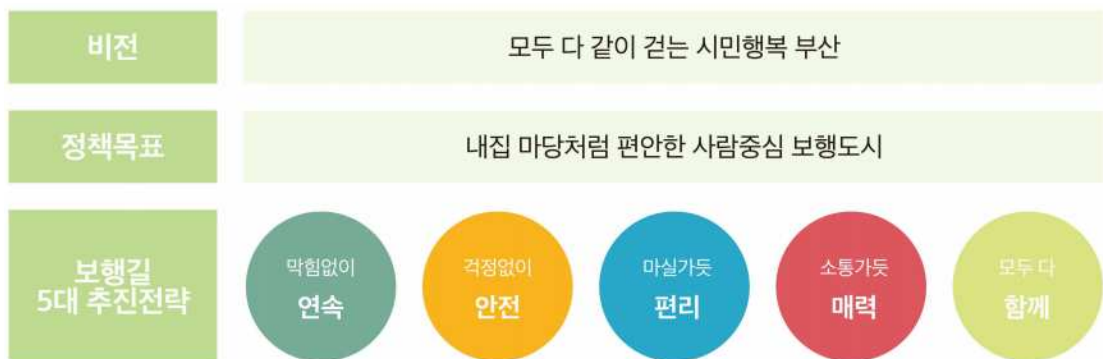 비전
모두 다 같이 걷는 시민행복 부산
정책목표
내집 마당처럼 편안한 사람중심 보행도시
보행길
5대 추진전략
막힘없이
연속
걱정없이
안전
마실가듯
편리
소통가듯
매력
모두 다
함께